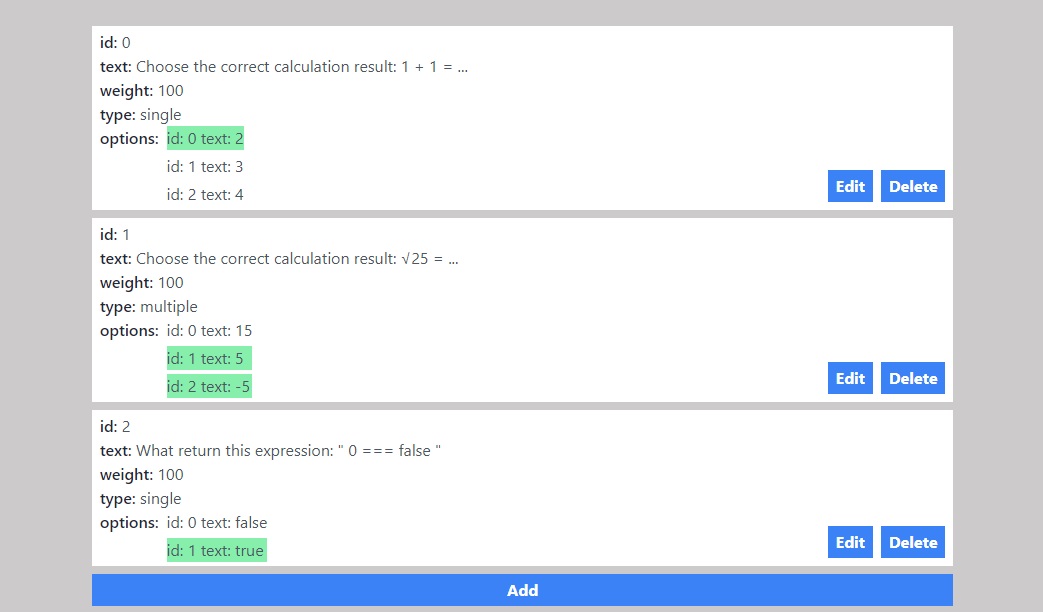 id: 0
text: Choose the correct calculation result: 1 + 1 = ...
weight: 100
type: single
options: id: 0 text: 2
id: 1 text: 3
id: 2 text: 4
Edit Delete
id: 1
text: Choose the correct calculation result: √25 = ...
weight: 100
type: multiple
options: id: 0 text: 15
id: 1 text: 5
id: 2 text: -5
Edit Delete
id: 2
text: What return this expression: " 0 === false "
weight: 100
type: single
options: id: 0 text: false
id: 1 text: true
Edit Delete
Add